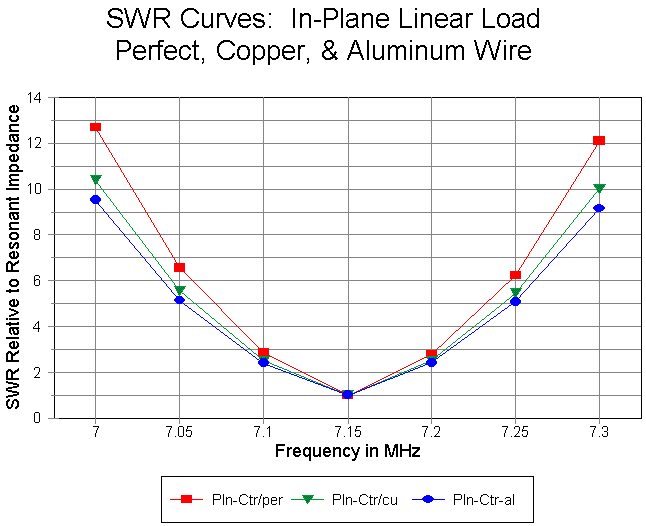 SWR Curves:  In-Plane Linear Load
Perfect, Copper, & Aluminum Wire
SWR Relative to Resonant Impedance
14
12
10
8
6
4
2
0
7 7.05 7.1 7.15 7.2 7.25 7.3
Frequency in MHz
Pln-Ctr/per Pln-Ctr/cu Pln-Ctr-al